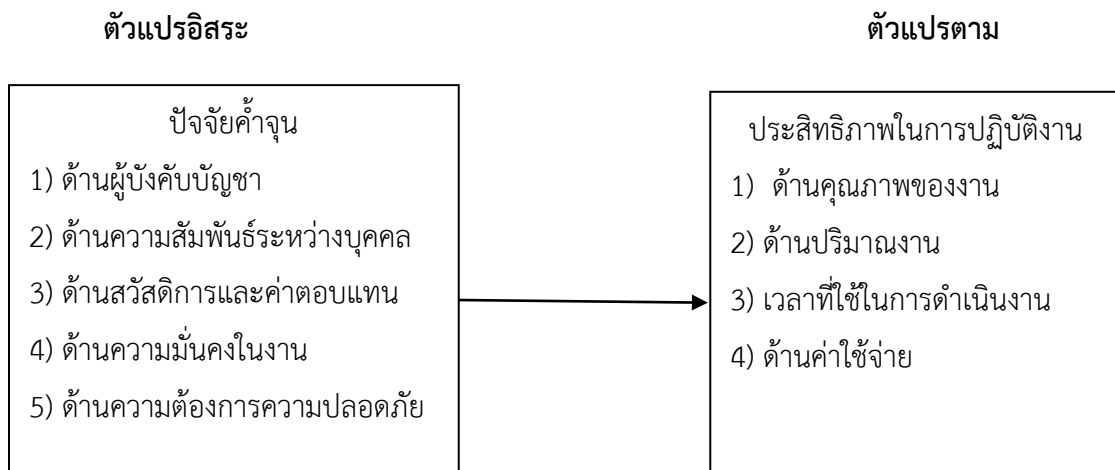 ตัวแปรอิสระ
ตัวแปรตาม
ปัจจัยค้ำจุน
1) ด้านผู้บังคับบัญชา
2) ด้านความสัมพันธ์ระหว่างบุคคล
3) ด้านสวัสดิการและค่าตอบแทน
4) ด้านความมั่นคงในงาน
5) ด้านความต้องการความปลอดภัย
ประสิทธิภาพในการปฏิบัติงาน
1) ด้านคุณภาพของงาน
2) ด้านปริมาณงาน
3) เวลาที่ใช้ในการดำเนินงาน
4) ด้านค่าใช้จ่าย